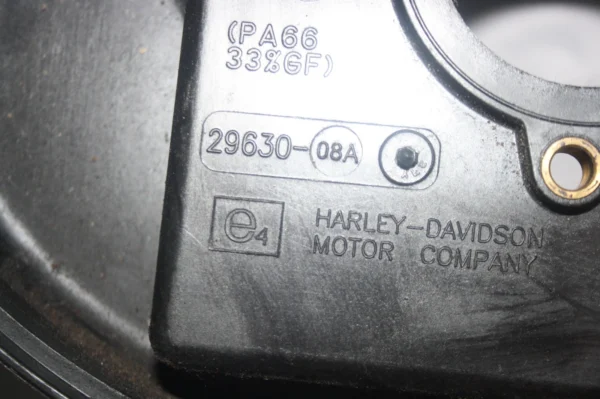 (PA66
33%GF)
29630-08A
e4
HARLEY-DAVIDSON
MOTOR COMPANY